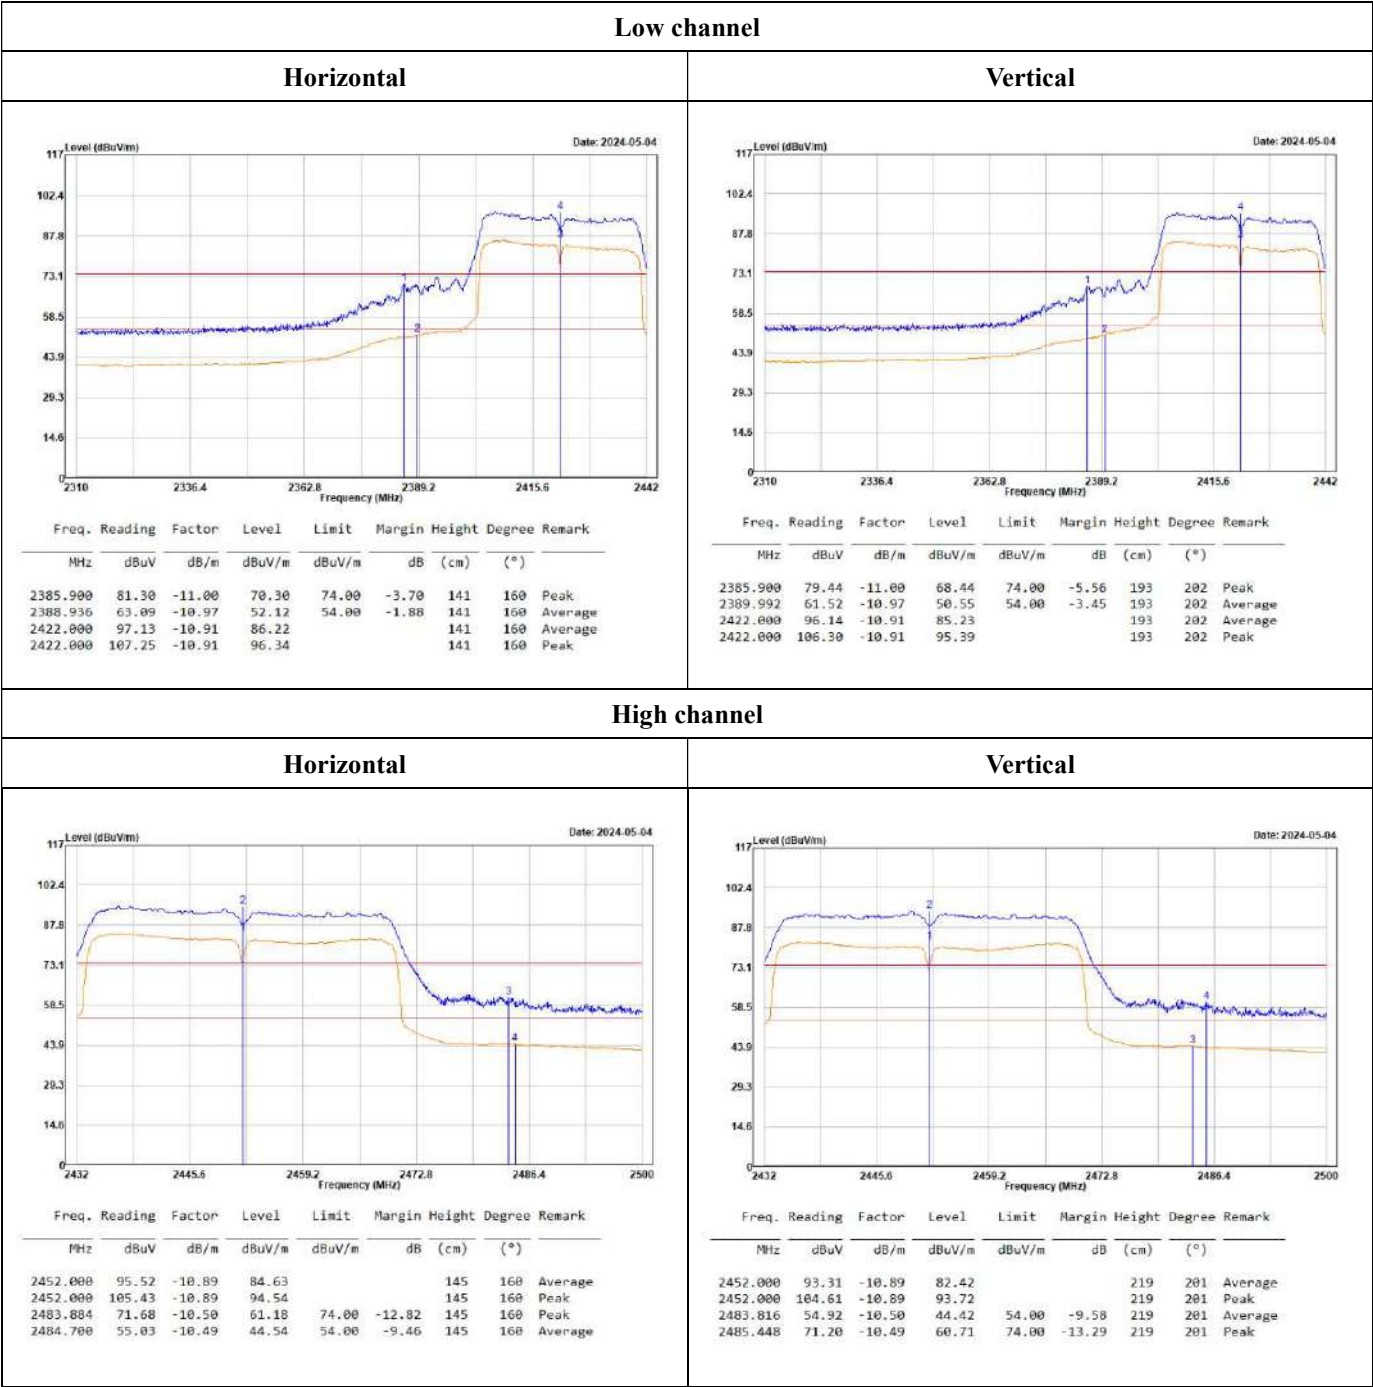 Low channel
Horizontal
Vertical
Level (dBuV/m)
Date: 2024-05-04
117
102.4
87.8
73.1
58.5
43.9
29.3
14.6
0
1
2
3
4
2310 2336.4 2362.8 2389.2 2415.6 2442
Frequency (MHz)
Freq. Reading Factor Level Limit Margin Height Degree Remark
MHz dBuV dB/m dBuV/m dBuV/m dB (cm) (°)
2385.900 81.30 -11.00 70.30 74.00 -3.70 141 160 Peak
2388.936 63.09 -10.97 52.12 54.00 -1.88 141 160 Average
2422.000 97.13 -10.91 86.22 141 160 Average
2422.000 107.25 -10.91 96.34 141 160 Peak
Level (dBuV/m)
Date: 2024-05-04
117
102.4
87.8
73.1
58.5
43.9
29.3
14.6
0
1
2
3
4
2310 2336.4 2362.8 2389.2 2415.6 2442
Frequency (MHz)
Freq. Reading Factor Level Limit Margin Height Degree Remark
MHz dBuV dB/m dBuV/m dBuV/m dB (cm) (°)
2385.900 79.44 -11.00 68.44 74.00 -5.56 193 202 Peak
2389.992 61.52 -10.97 50.55 54.00 -3.45 193 202 Average
2422.000 96.14 -10.91 85.23 193 202 Average
2422.000 106.30 -10.91 95.39 193 202 Peak
High channel
Horizontal
Vertical
Level (dBuV/m)
Date: 2024-05-04
117
102.4
87.8
73.1
58.5
43.9
29.3
14.6
0
2
3
4
2432 2445.6 2459.2 2472.8 2486.4 2500
Frequency (MHz)
Freq. Reading Factor Level Limit Margin Height Degree Remark
MHz dBuV dB/m dBuV/m dBuV/m dB (cm) (°)
2452.000 95.52 -10.89 84.63 145 160 Average
2452.000 105.43 -10.89 94.54 145 160 Peak
2483.884 71.68 -10.50 61.18 74.00 -12.82 145 160 Peak
2484.700 55.03 -10.49 44.54 54.00 -9.46 145 160 Average
Level (dBuV/m)
Date: 2024-05-04
117
102.4
87.8
73.1
58.5
43.9
29.3
14.6
0
1
2
3
4
2432 2445.6 2459.2 2472.8 2486.4 2500
Frequency (MHz)
Freq. Reading Factor Level Limit Margin Height Degree Remark
MHz dBuV dB/m dBuV/m dBuV/m dB (cm) (°)
2452.000 93.31 -10.89 82.42 219 201 Average
2452.000 104.61 -10.89 93.72 219 201 Peak
2483.816 54.92 -10.50 44.42 54.00 -9.58 219 201 Average
2485.448 71.20 -10.49 60.71 74.00 -13.29 219 201 Peak